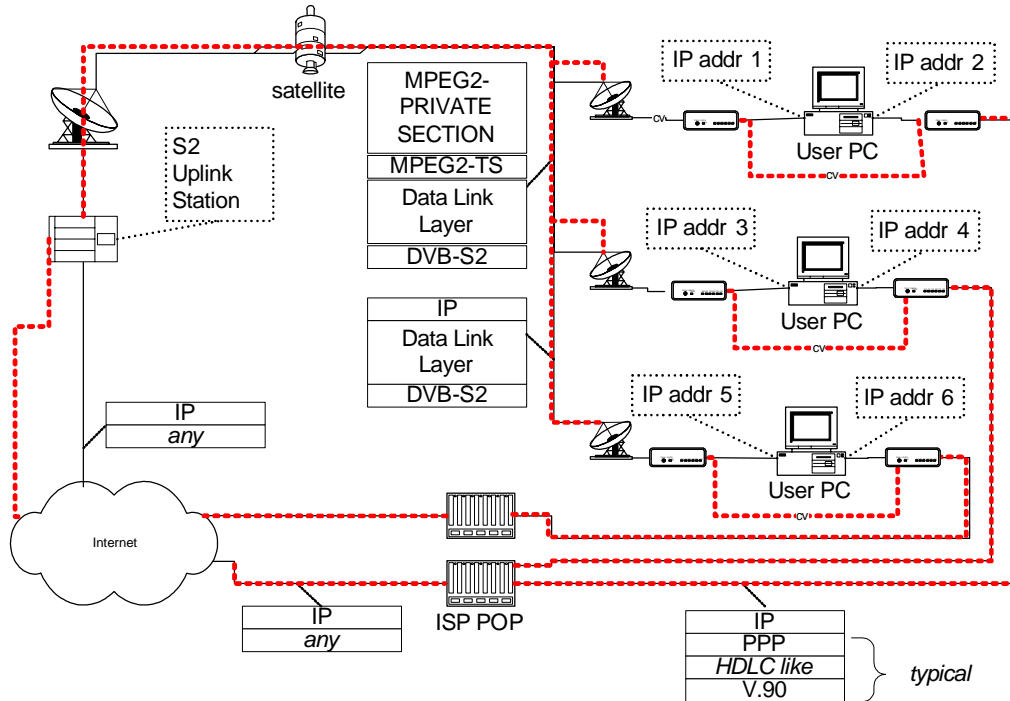 satellite
S2
Uplink
Station
MPEG2-
PRIVATE
SECTION
MPEG2-TS
Data Link
Layer
DVB-S2
IP
Data Link
Layer
DVB-S2
IP addr 1
IP addr 2
CV
User PC
CV
IP addr 3
IP addr 4
User PC
CV
IP addr 5
IP addr 6
User PC
CV
IP
any
Internet
IP
any
ISP POP
IP
PPP
HDLC like
V.90
typical